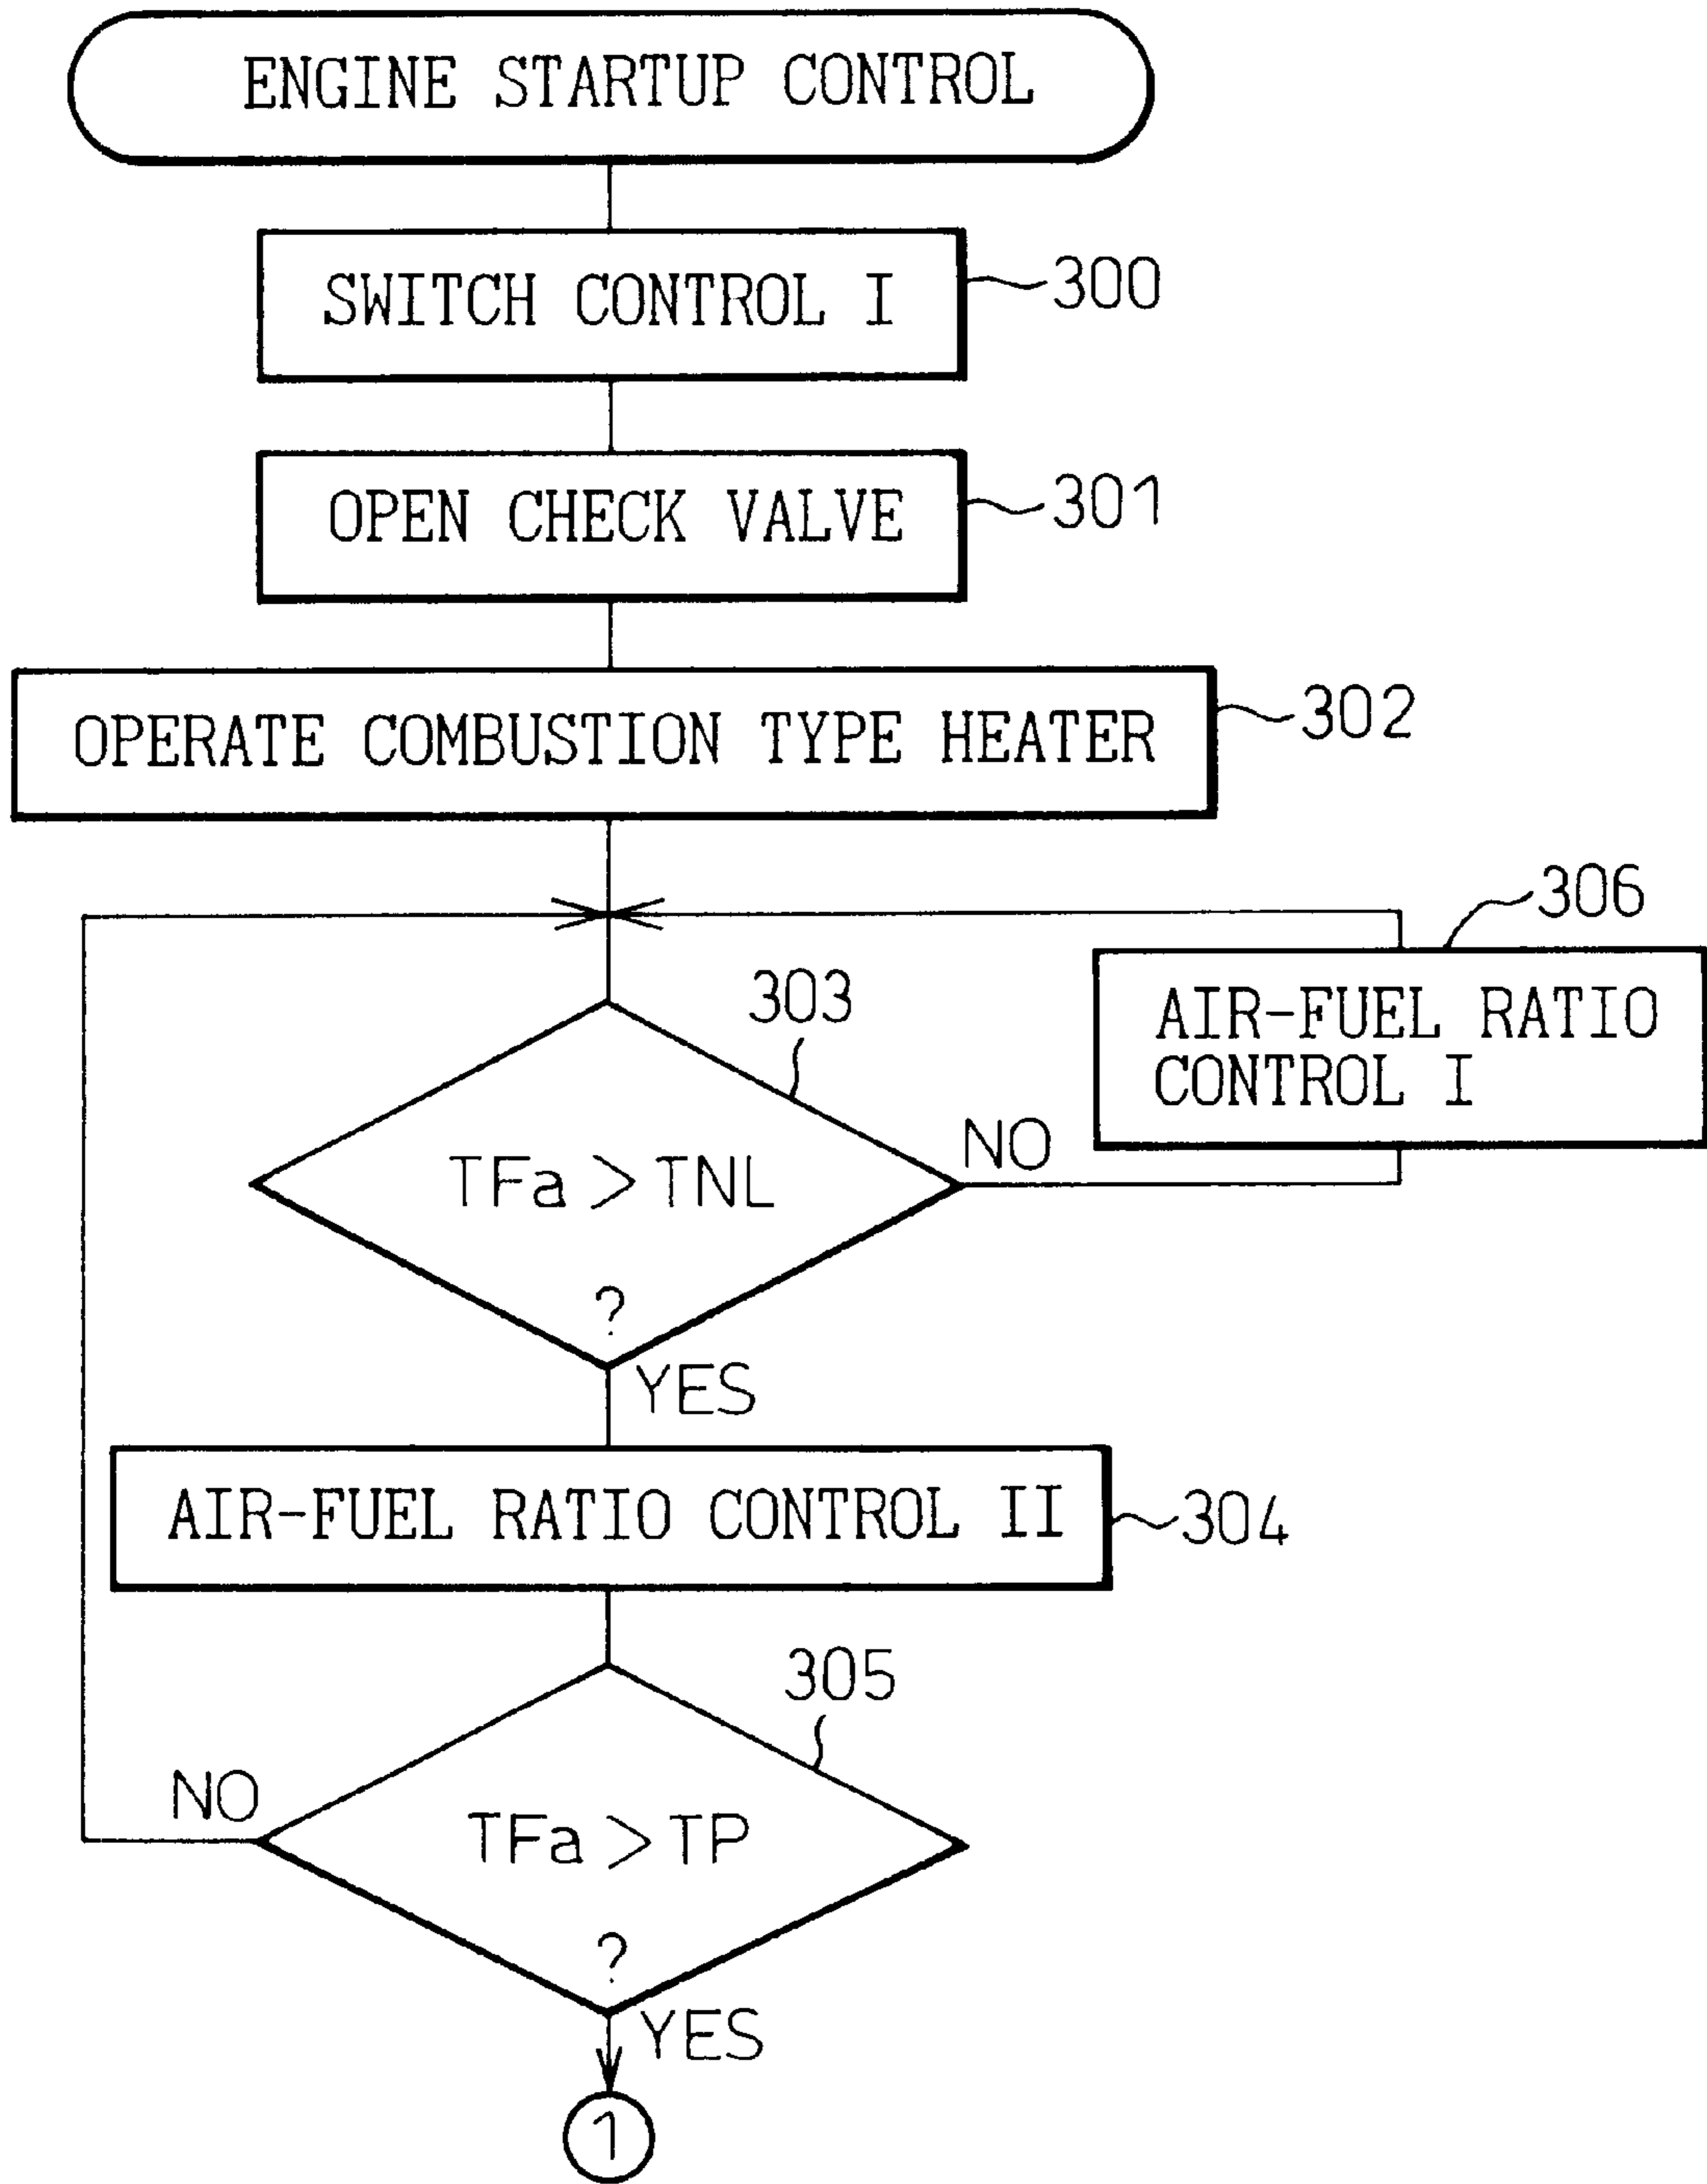 ENGINE STARTUP CONTROL
SWITCH CONTROL I
300
OPEN CHECK VALVE
301
OPERATE COMBUSTION TYPE HEATER
302
306
AIR-FUEL RATIO
CONTROL I
303
TFa > TNL
?
NO
YES
AIR-FUEL RATIO CONTROL II
304
305
NO
TFa > TP
?
YES
1